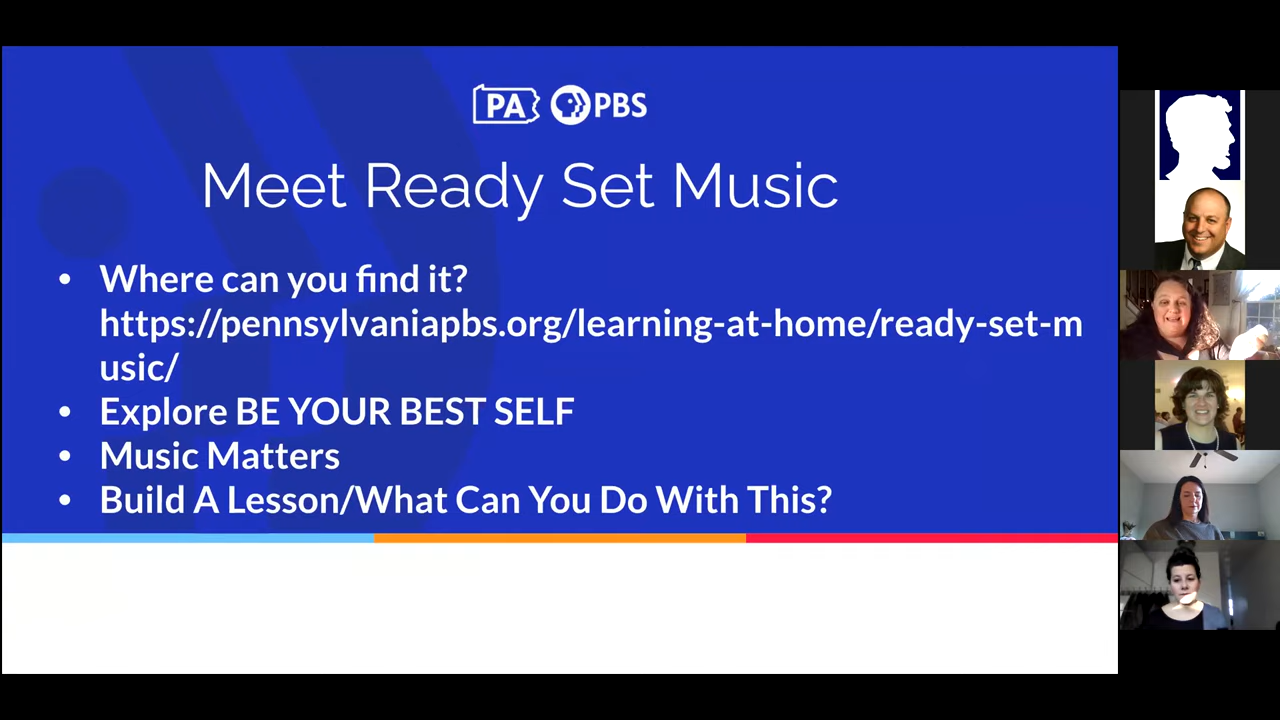 PA PBS
Meet Ready Set Music
• Where can you find it?
https://pennsylvaniapbs.org/learning-at-home/ready-set-m
usic/
• Explore BE YOUR BEST SELF
• Music Matters
• Build A Lesson/What Can You Do With This?